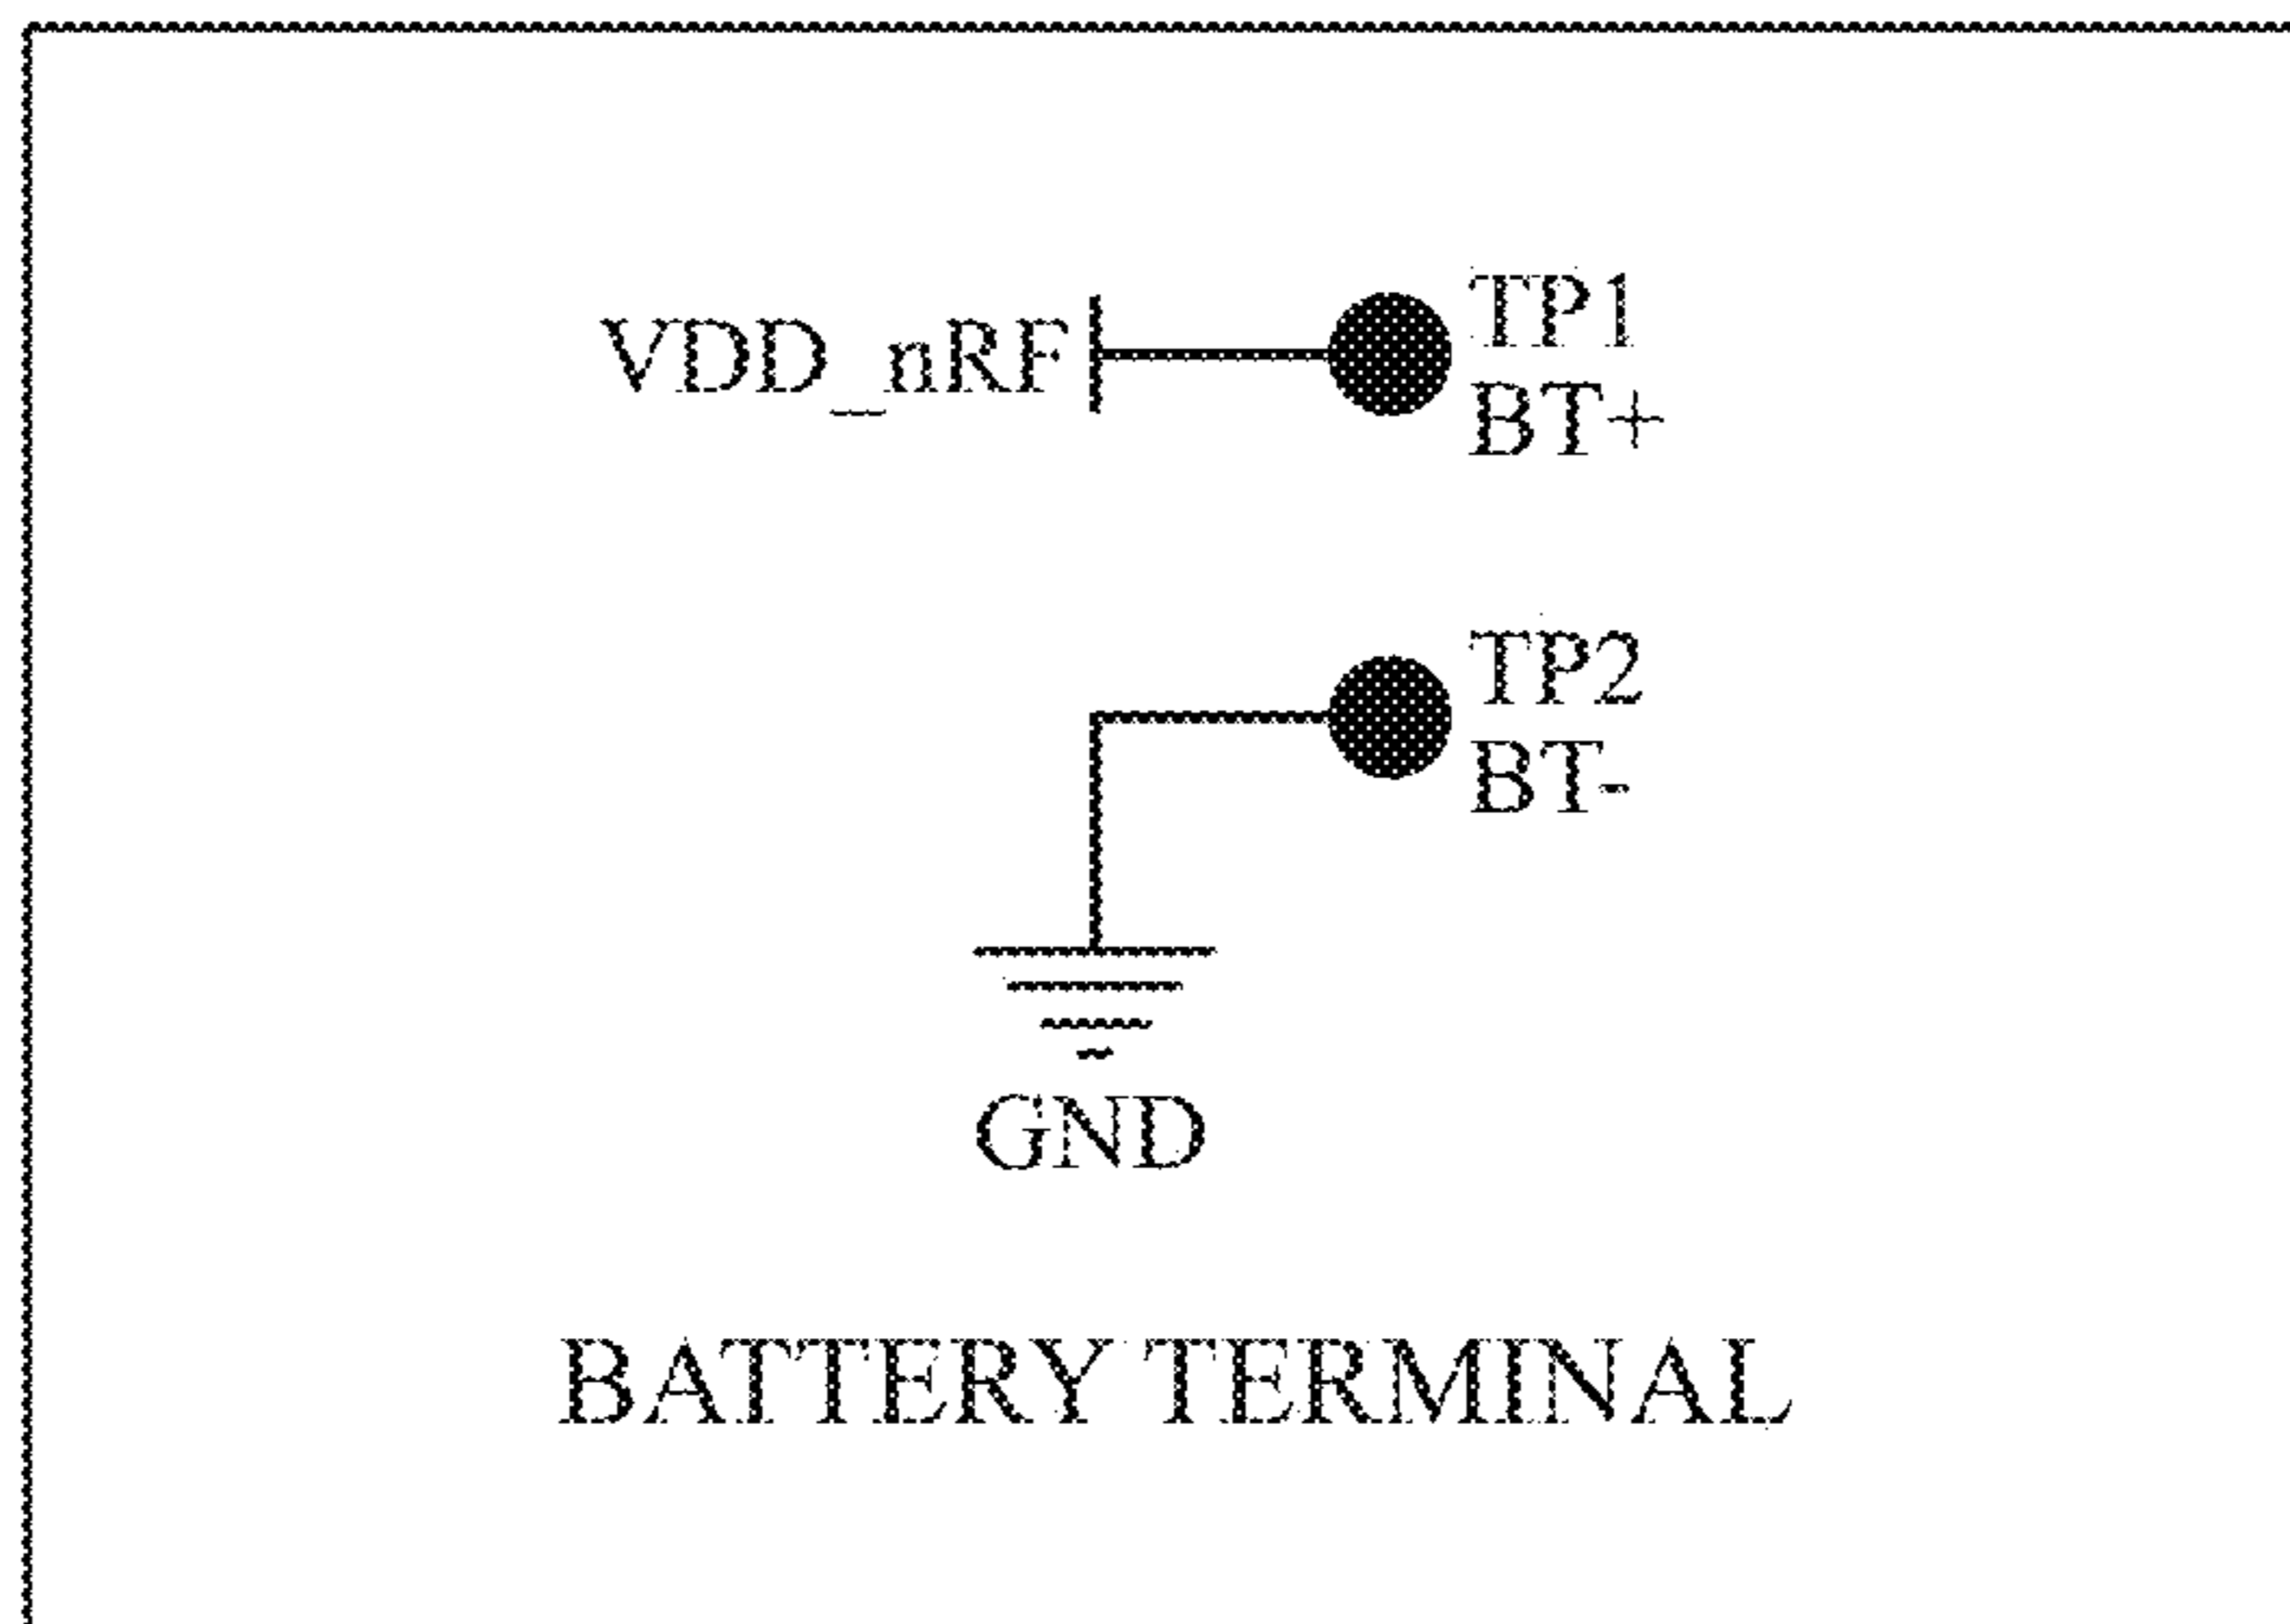 VDD_nRF
TP1
BT+
TP2
BT-
GND
BATTERY TERMINAL